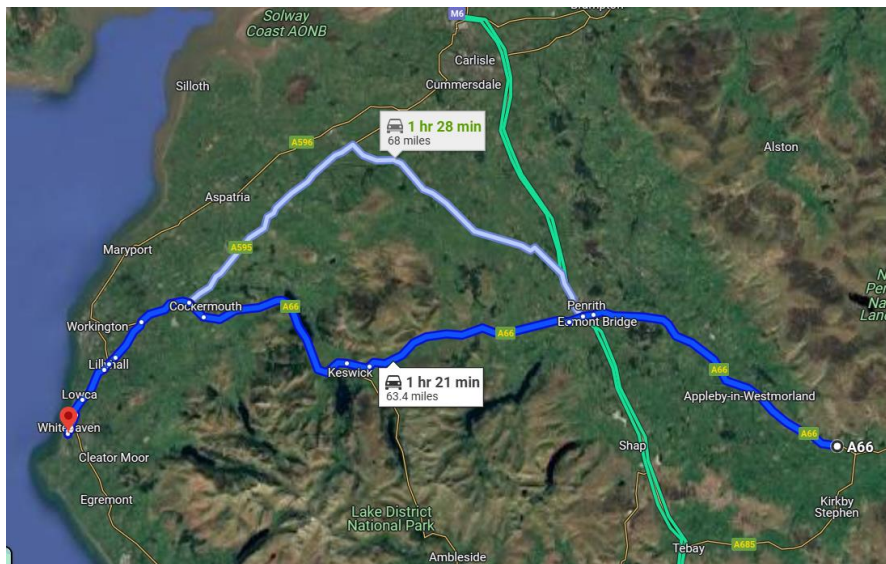 Solway
Coast AONB
M6
Carlisle
Cummersdale
Silloth
1 hr 28 min
68 miles
A596
Alston
Aspatria
A595
Maryport
Cockermouth
A66
Penrith
Eamont Bridge
Workington
A66
Lillyhall
Keswick
A66
1 hr 21 min
63.4 miles
Appleby-in-Westmorland
Lowca
Whitehaven
A66
A66
Cleator Moor
Shap
Egremont
Kirkby
Stephen
Lake District
National Park
Tebay
A685
Ambleside